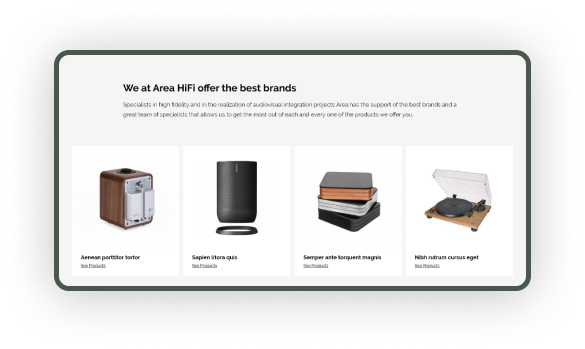 We at Area HiFi offer the best brands
Specialists in high fidelity and in the realization of audiovisual integration projects Area has the support of the best brands and a
great team of specialists that allows us to get the most out of each and every one of the products we offer you.
Aenean porttitor tortor
See Products
Sapien litora quis
See Products
Semper ante torquent magnis
See Products
Nibh rutrum cursus eget
See Products